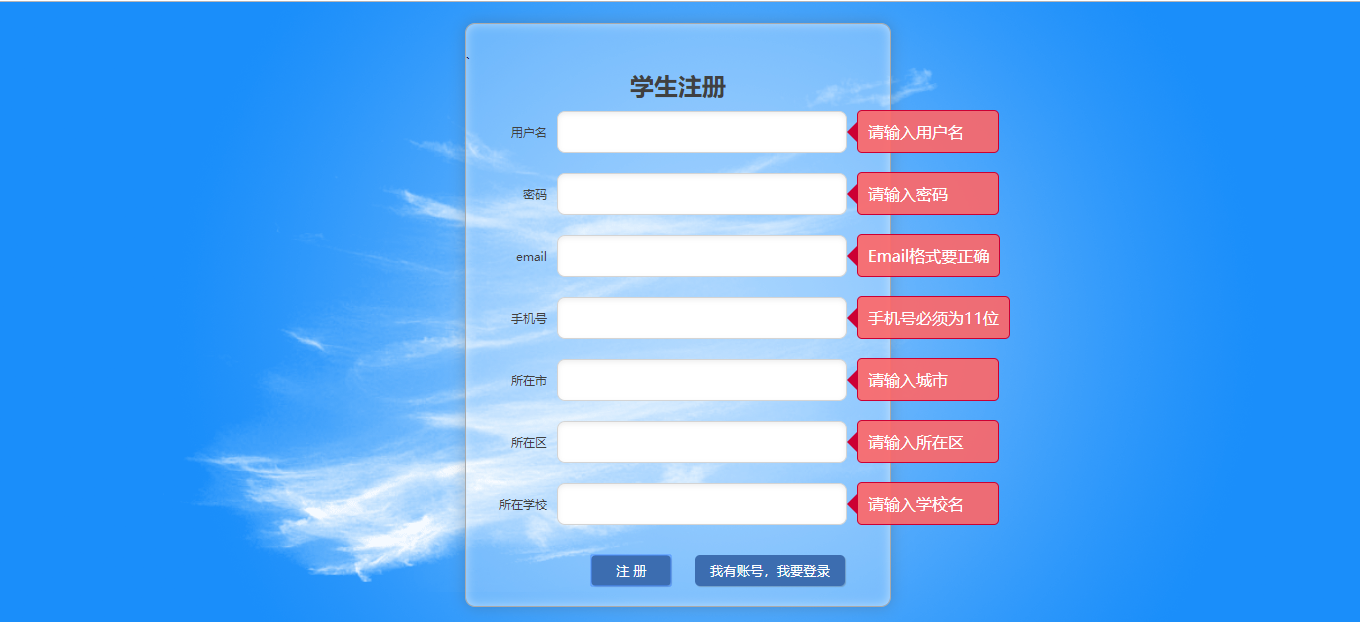 `
学生注册
用户名 请输入用户名
密码 请输入密码
email Email格式要正确
手机号 手机号必须为11位
所在市 请输入城市
所在区 请输入所在区
所在学校 请输入学校名
注 册 我有账号，我要登录